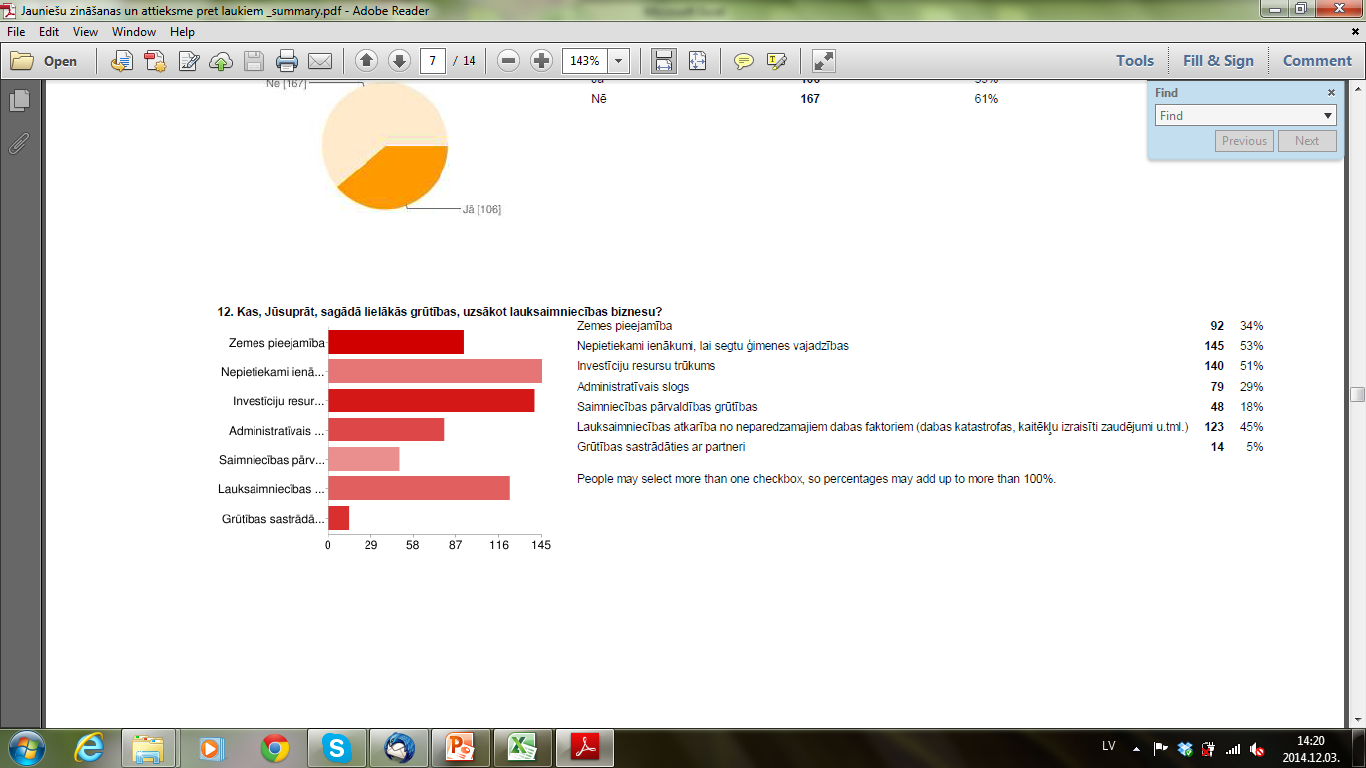 Jauniešu zināšanas un attieksme pret laukiem _summary.pdf - Adobe Reader
File Edit View Window Help
Open 7 / 14 143% Tools Fill & Sign Comment
Find
Find
Previous Next
Nē [167]
Jā [106]
Jā 106 39%
Nē 167 61%
12. Kas, Jūsuprāt, sagādā lielākās grūtības, uzsākot lauksaimniecības biznesu?
Zemes pieejamība
Nepietiekami ienā...
Investīciju resur...
Administratīvais ...
Saimniecības pārv...
Lauksaimniecības ...
Grūtības sastrādā...
0 29 58 87 116 145
Zemes pieejamība 92 34%
Nepietiekami ienākumi, lai segtu ģimenes vajadzības 145 53%
Investīciju resursu trūkums 140 51%
Administratīvais slogs 79 29%
Saimniecības pārvaldības grūtības 48 18%
Lauksaimniecības atkarība no neparedzamajiem dabas faktoriem (dabas katastrofas, kaitēkļu izraisīti zaudējumi u.tml.) 123 45%
Grūtības sastrādāties ar partneri 14 5%
People may select more than one checkbox, so percentages may add up to more than 100%.
LV 14:20
2014.12.03.